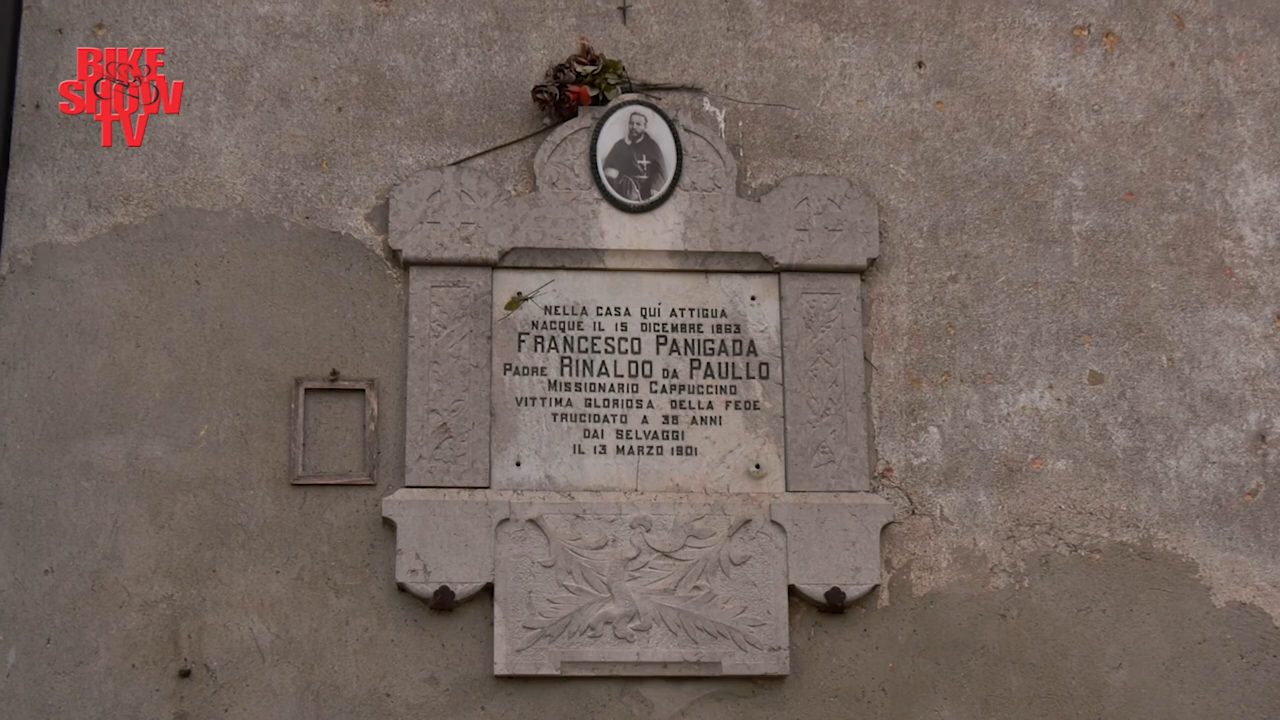 BIKE
&
SHOW
TV
NELLA CASA QUÍ ATTIGUA
NACQUE IL 15 DICEMBRE 1863
FRANCESCO PANIGADA
PADRE RINALDO DA PAULLO
MISSIONARIO CAPPUCCINO
VITTIMA GLORIOSA DELLA FEDE
TRUCIDATO A 38 ANNI
DAI SELVAGGI
IL 13 MARZO 1901